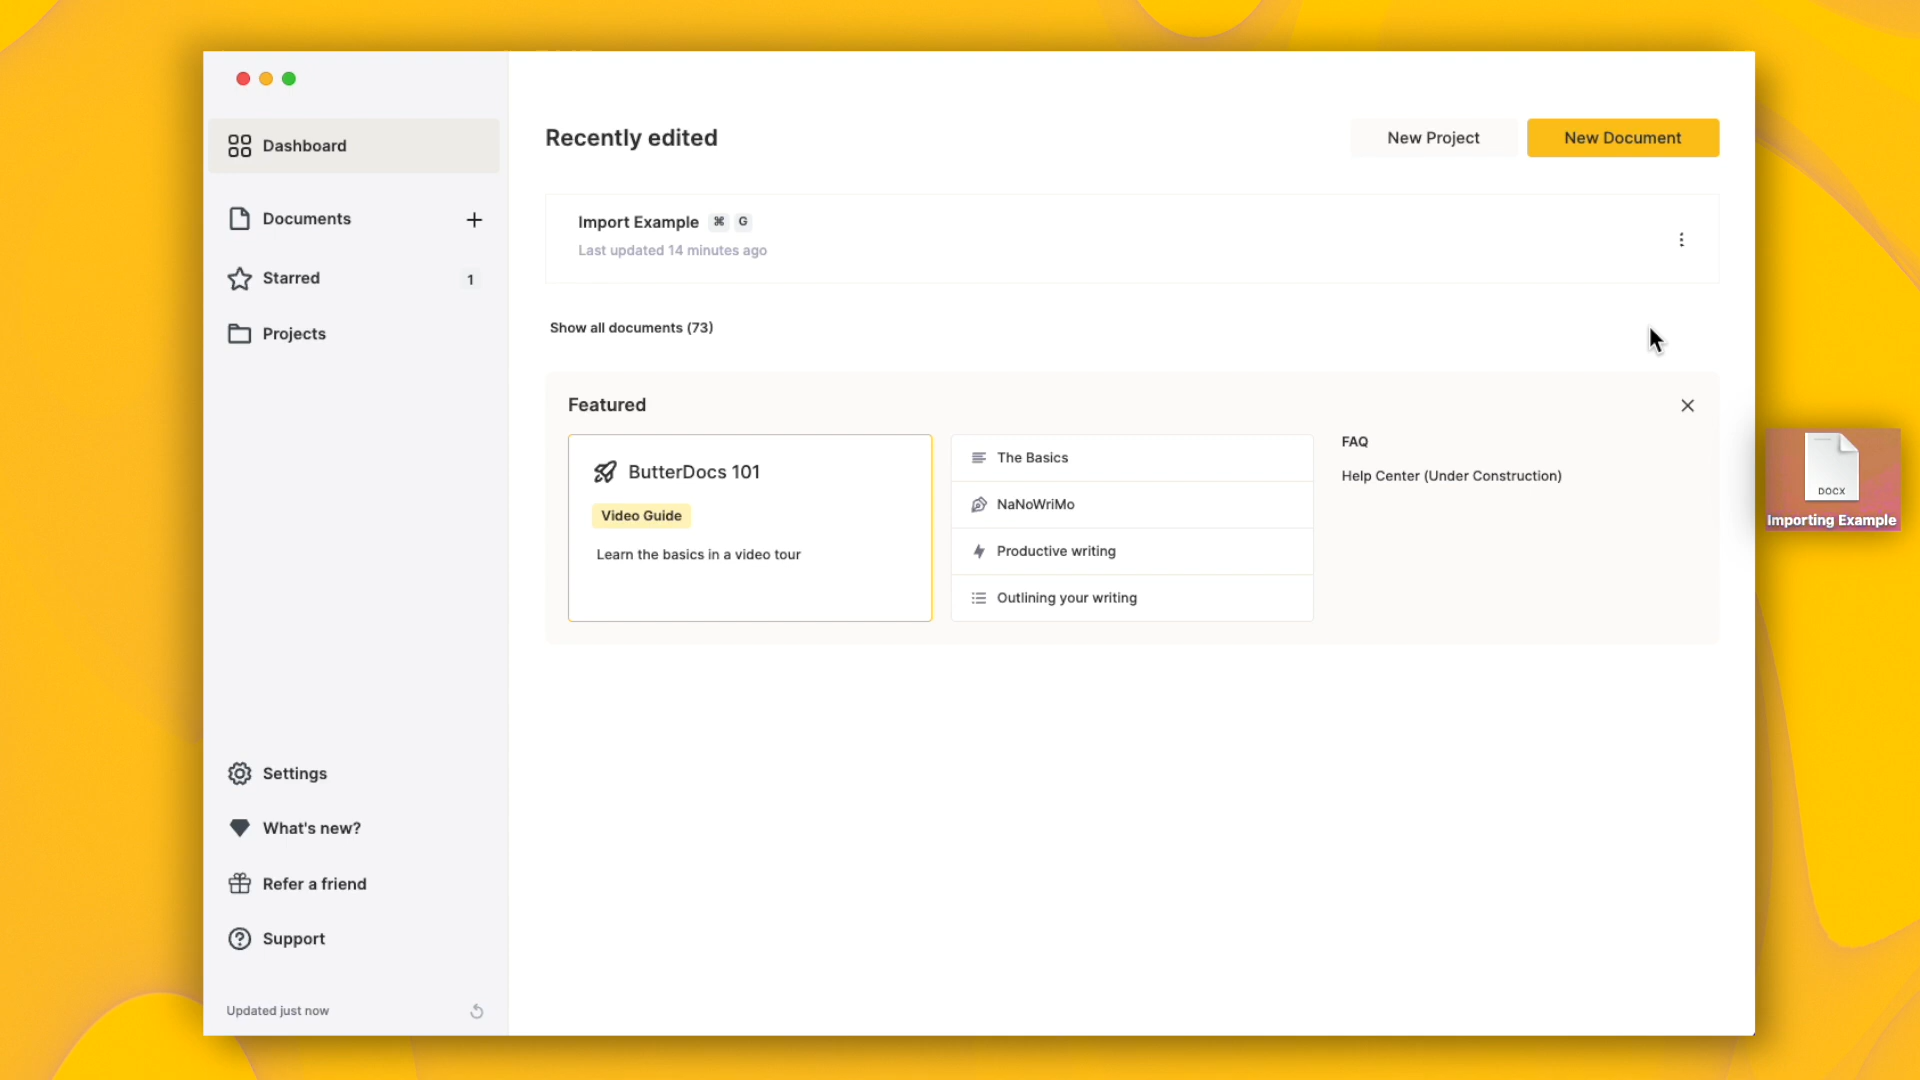 Dashboard
Documents
Starred 1
Projects
Settings
What's new?
Refer a friend
Support
Updated just now
Recently edited
New Project
New Document
Import Example ⌘ G
Last updated 14 minutes ago
Show all documents (73)
Featured
ButterDocs 101
Video Guide
Learn the basics in a video tour
The Basics
NaNoWriMo
Productive writing
Outlining your writing
FAQ
Help Center (Under Construction)
DOCX
Importing Example